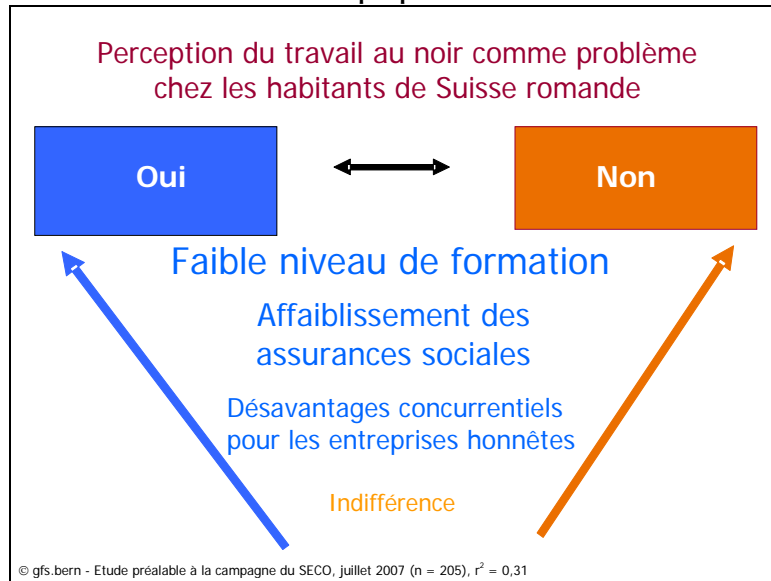 Perception du travail au noir comme problème
chez les habitants de Suisse romande
Oui
Non
Faible niveau de formation
Affaiblissement des
assurances sociales
Désavantages concurrentiels
pour les entreprises honnêtes
Indifférence
© gfs.bern - Etude préalable à la campagne du SECO, juillet 2007 (n = 205), r² = 0,31